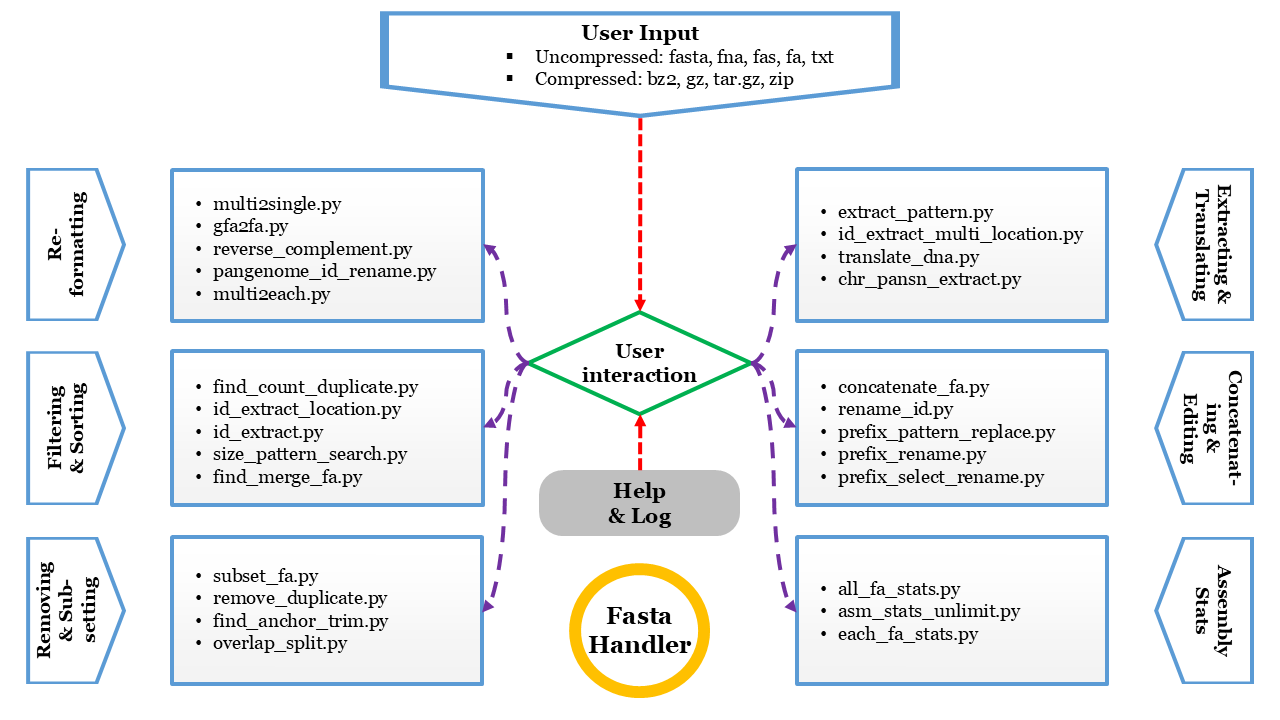 User Input
▪ Uncompressed: fasta, fna, fas, fa, txt
▪ Compressed: bz2, gz, tar.gz, zip
Re-
formatting
• multi2single.py
• gfa2fa.py
• reverse_complement.py
• pangenome_id_rename.py
• multi2each.py
• extract_pattern.py
• id_extract_multi_location.py
• translate_dna.py
• chr_pansn_extract.py
Extracting &
Translating
User
interaction
Filtering
& Sorting
• find_count_duplicate.py
• id_extract_location.py
• id_extract.py
• size_pattern_search.py
• find_merge_fa.py
• concatenate_fa.py
• rename_id.py
• prefix_pattern_replace.py
• prefix_rename.py
• prefix_select_rename.py
Concatenat-
ing &
Editing
Help
& Log
Removing
& Sub-
setting
• subset_fa.py
• remove_duplicate.py
• find_anchor_trim.py
• overlap_split.py
Fasta
Handler
• all_fa_stats.py
• asm_stats_unlimit.py
• each_fa_stats.py
Assembly
Stats